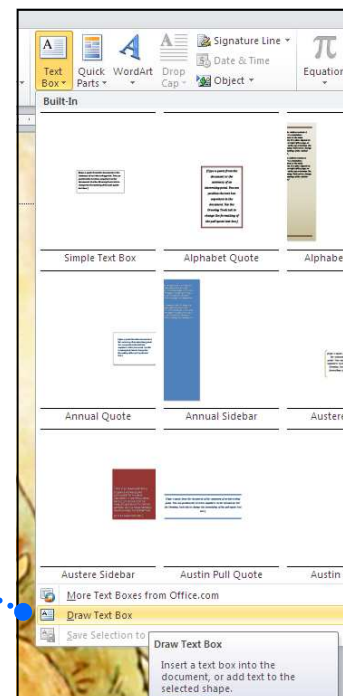 Signature Line
Date & Time
Object
Text Box
Quick Parts
WordArt
Drop Cap
Equation
Built-In
Simple Text Box
Alphabet Quote
Alphabe
Annual Quote
Annual Sidebar
Austere
Austere Sidebar
Austin Pull Quote
Austin
More Text Boxes from Office.com
Draw Text Box
Save Selection to
Draw Text Box
Insert a text box into the
document, or add text to the
selected shape.